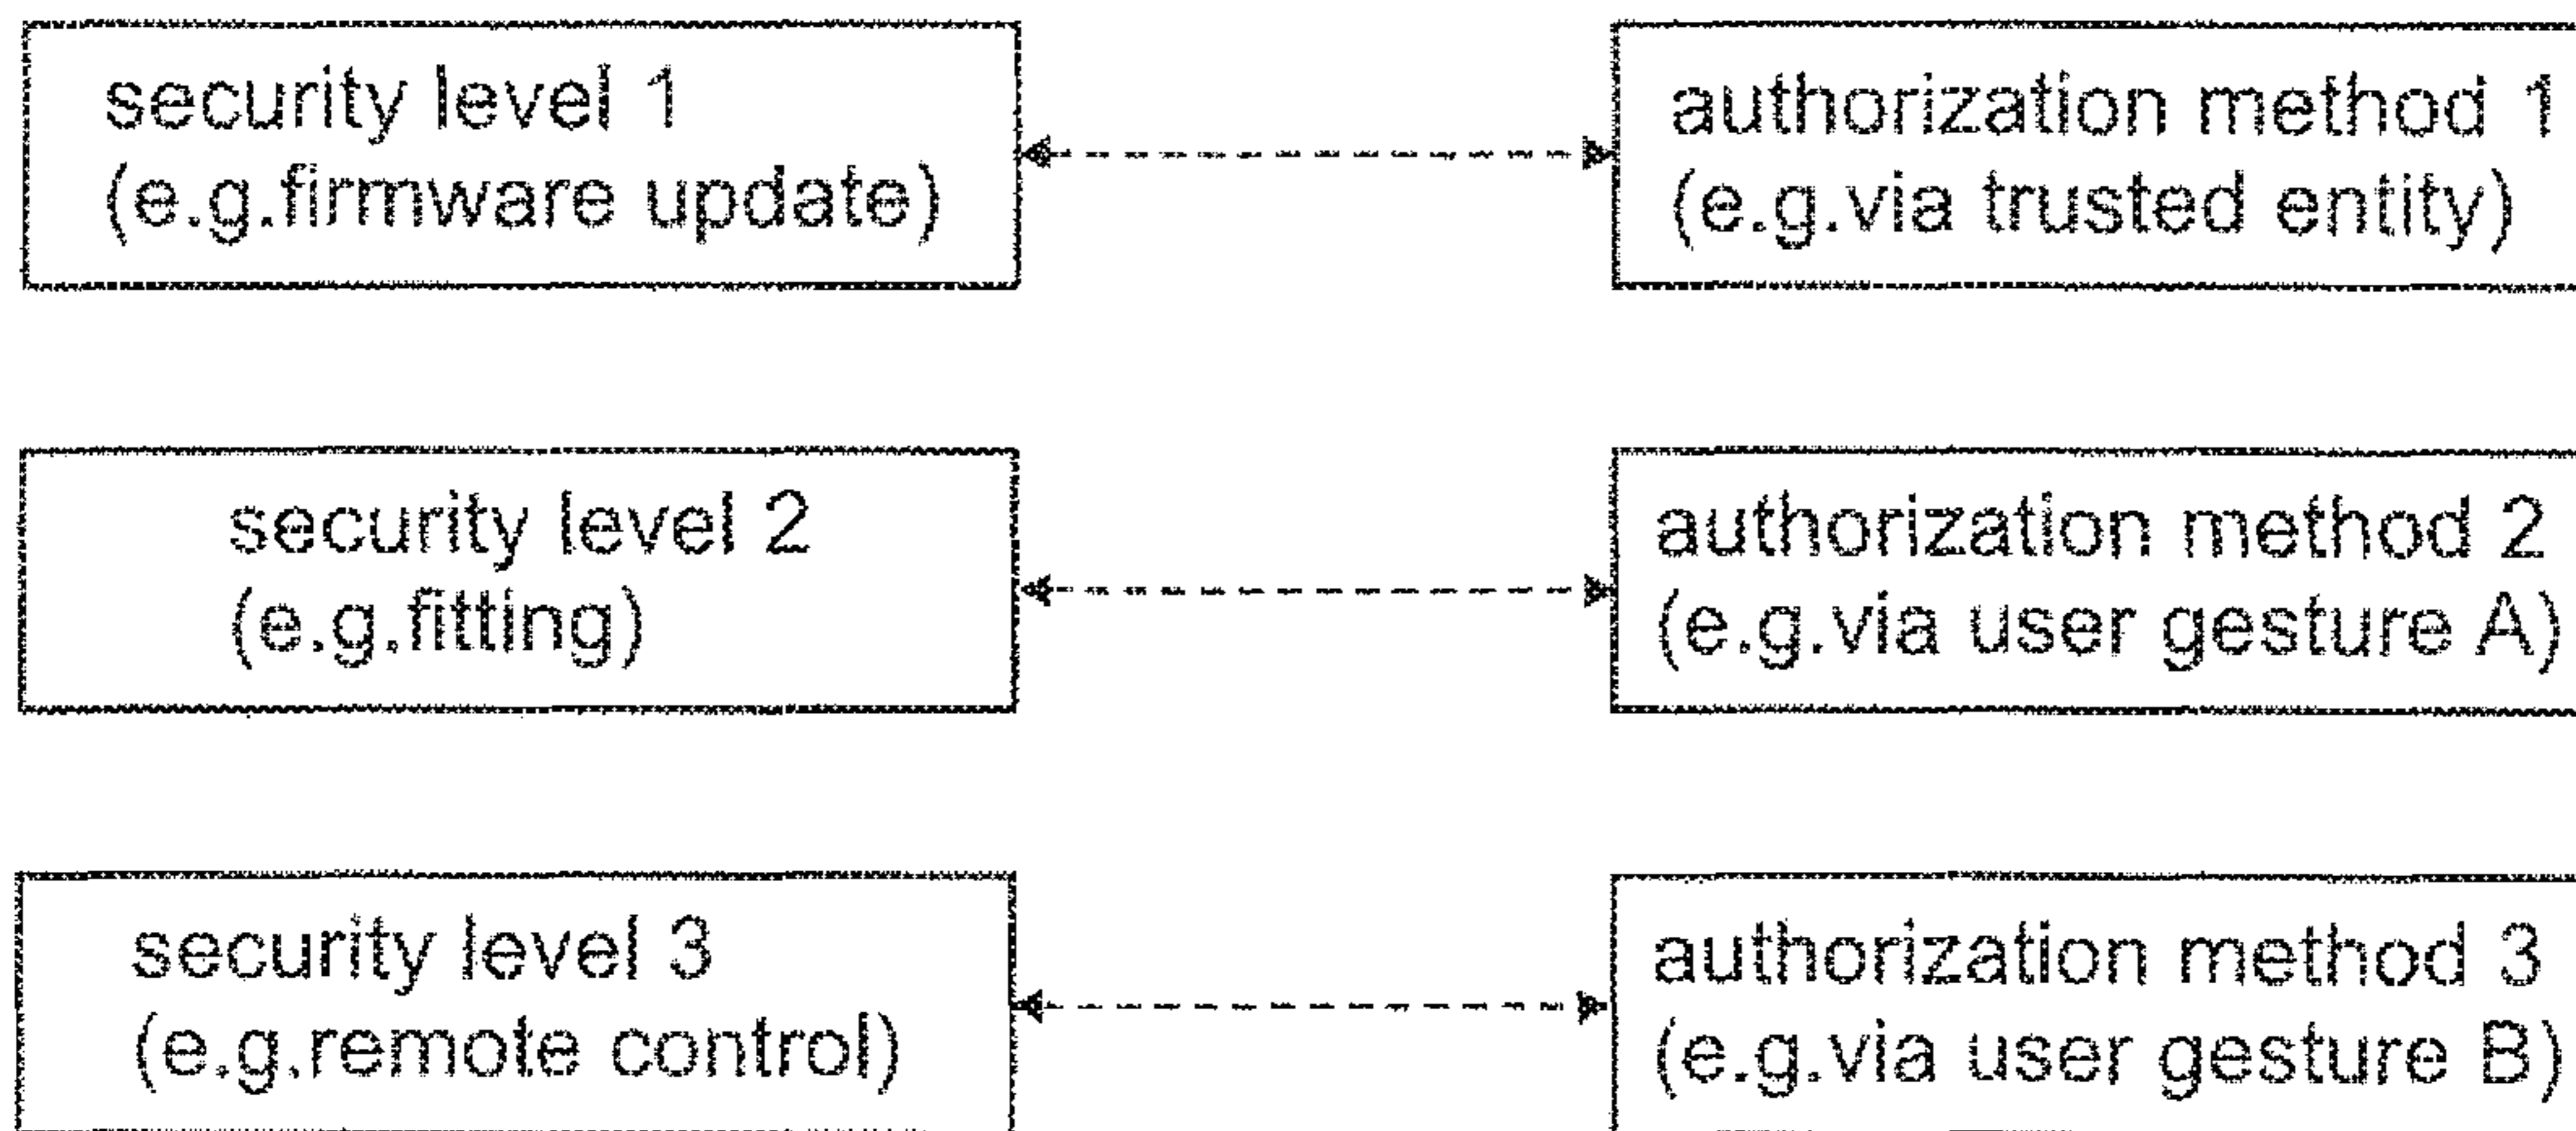 security level 1
(e.g.firmware update)
authorization method 1
(e.g.via trusted entity)
security level 2
(e.g.fitting)
authorization method 2
(e.g.via user gesture A)
security level 3
(e.g.remote control)
authorization method 3
(e.g.via user gesture B)